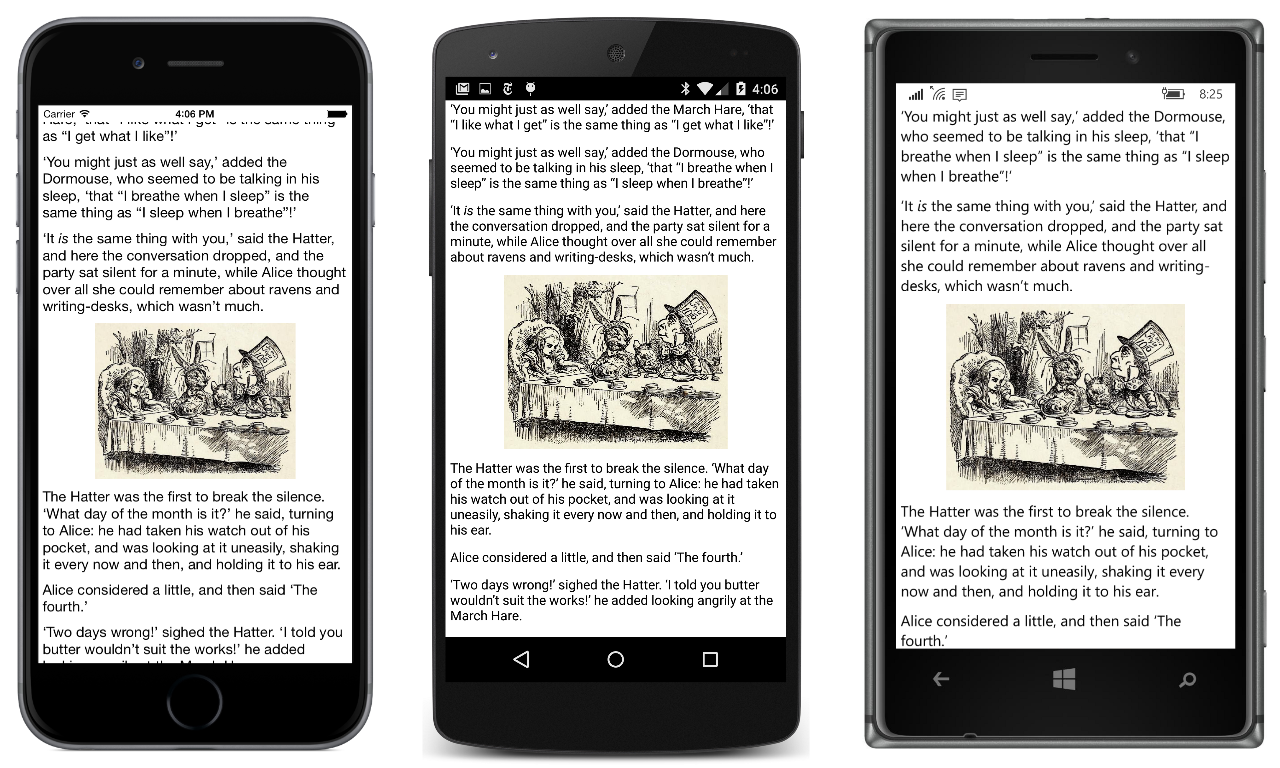 Carrier 4:06 PM
Hare, 'that "I like what I get" is the same thing
as “I get what I like”!’
‘You might just as well say,’ added the
Dormouse, who seemed to be talking in his
sleep, ‘that “I breathe when I sleep” is the
same thing as “I sleep when I breathe”!’
‘It is the same thing with you,’ said the Hatter,
and here the conversation dropped, and the
party sat silent for a minute, while Alice thought
over all she could remember about ravens and
writing-desks, which wasn’t much.
The Hatter was the first to break the silence.
‘What day of the month is it?’ he said, turning
to Alice: he had taken his watch out of his
pocket, and was looking at it uneasily, shaking
it every now and then, and holding it to his ear.
Alice considered a little, and then said ‘The
fourth.’
‘Two days wrong!’ sighed the Hatter. ‘I told you
butter wouldn’t suit the works!’ he added
4:06
‘You might just as well say,’ added the March Hare, ‘that
“I like what I get” is the same thing as “I get what I like”!’
‘You might just as well say,’ added the Dormouse, who
seemed to be talking in his sleep, ‘that “I breathe when I
sleep” is the same thing as “I sleep when I breathe”!’
‘It is the same thing with you,’ said the Hatter, and here
the conversation dropped, and the party sat silent for a
minute, while Alice thought over all she could remember
about ravens and writing-desks, which wasn’t much.
The Hatter was the first to break the silence. ‘What day
of the month is it?’ he said, turning to Alice: he had taken
his watch out of his pocket, and was looking at it
uneasily, shaking it every now and then, and holding it to
his ear.
Alice considered a little, and then said ‘The fourth.’
‘Two days wrong!’ sighed the Hatter. ‘I told you butter
wouldn’t suit the works!’ he added looking angrily at the
March Hare.
8:25
‘You might just as well say,’ added the Dormouse,
who seemed to be talking in his sleep, ‘that “I
breathe when I sleep” is the same thing as “I sleep
when I breathe”!’
‘It is the same thing with you,’ said the Hatter, and
here the conversation dropped, and the party sat
silent for a minute, while Alice thought over all
she could remember about ravens and writing-
desks, which wasn’t much.
The Hatter was the first to break the silence.
‘What day of the month is it?’ he said, turning to
Alice: he had taken his watch out of his pocket,
and was looking at it uneasily, shaking it every
now and then, and holding it to his ear.
Alice considered a little, and then said ‘The
fourth.’